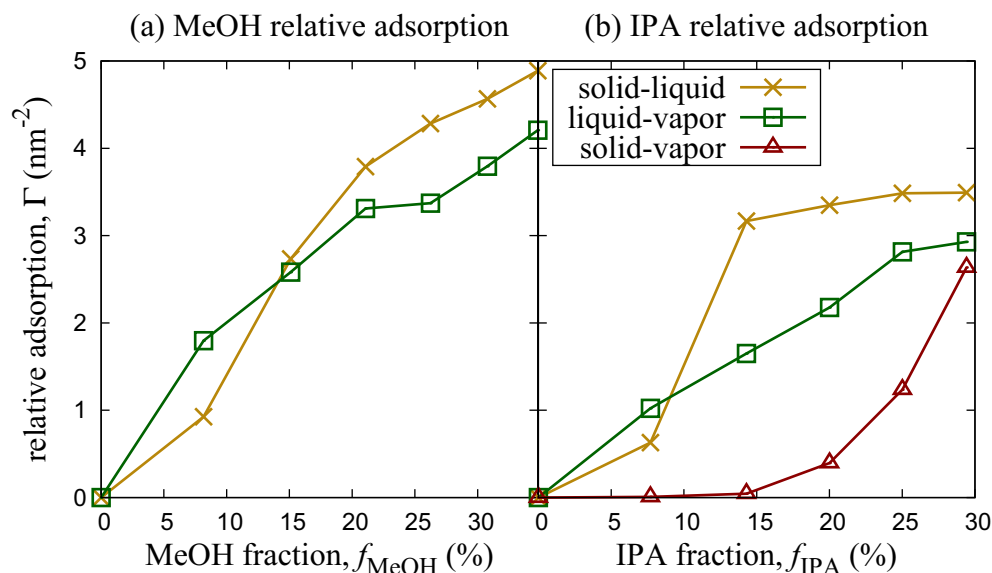 (a) MeOH relative adsorption
(b) IPA relative adsorption
relative adsorption, Γ (nm⁻²)
5
4
3
2
1
0
solid-liquid
liquid-vapor
solid-vapor
0 5 10 15 20 25 30
0 5 10 15 20 25 30
MeOH fraction, f_MeOH (%)
IPA fraction, f_IPA (%)